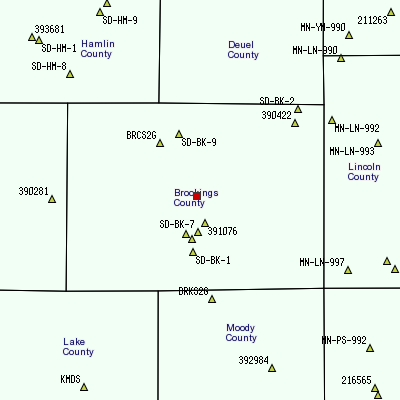 SD-HM-9
393681
SD-HM-1
Hamlin
County
SD-HM-8
Deuel
County
MN-YM-990
211263
MN-LN-990
SD-BK-2
390422
BRCS2G
SD-BK-9
MN-LN-992
MN-LN-993
Lincoln
County
390281
Brookings
County
SD-BK-7
391076
SD-BK-1
MN-LN-997
BRKS2G
Moody
County
Lake
County
392984
MN-PS-992
KMDS
216565